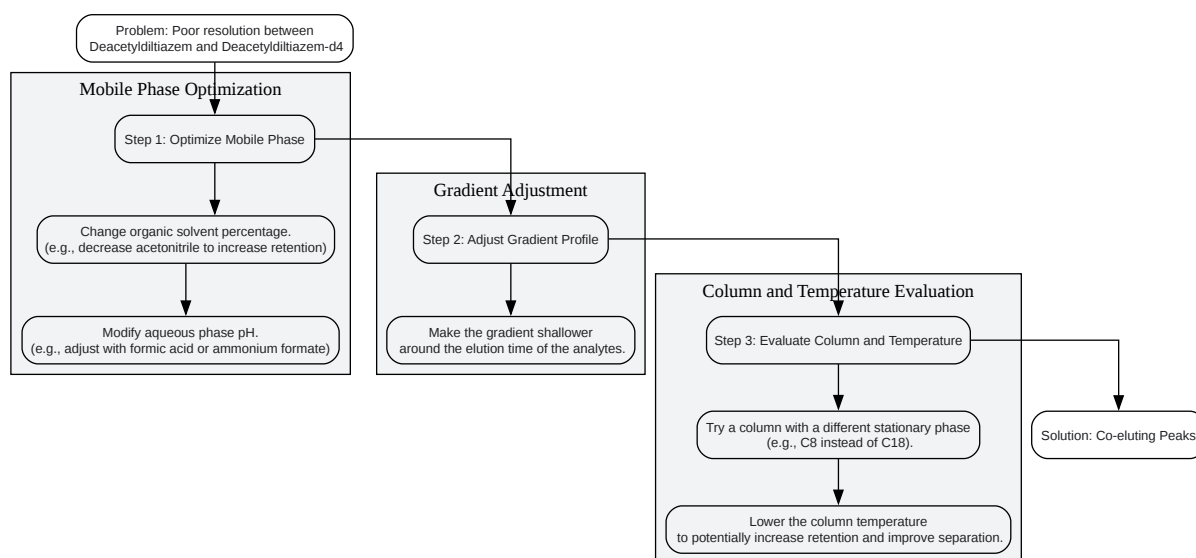 Problem: Poor resolution between
Deacetyldiltiazem and Deacetyldiltiazem-d4
Mobile Phase Optimization
Step 1: Optimize Mobile Phase
Change organic solvent percentage.
(e.g., decrease acetonitrile to increase retention)
Modify aqueous phase pH.
(e.g., adjust with formic acid or ammonium formate)
Gradient Adjustment
Step 2: Adjust Gradient Profile
Make the gradient shallower
around the elution time of the analytes.
Column and Temperature Evaluation
Step 3: Evaluate Column and Temperature
Try a column with a different stationary phase
(e.g., C8 instead of C18).
Lower the column temperature
to potentially increase retention and improve separation.
Solution: Co-eluting Peaks